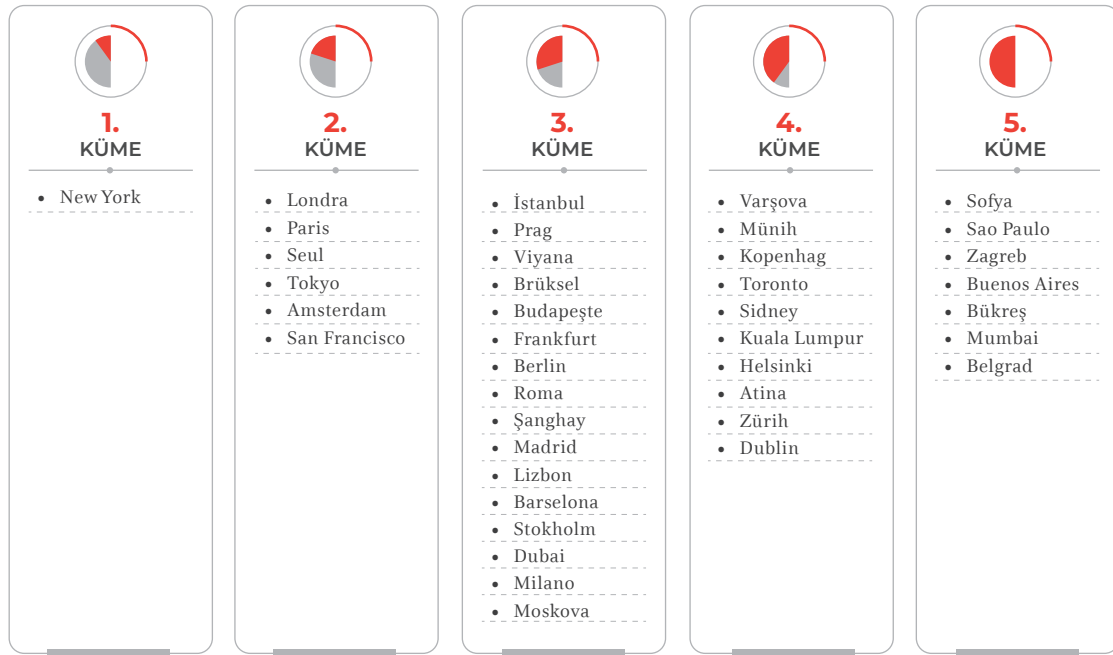 1.
KÜME
• New York
2.
KÜME
• Londra
• Paris
• Seul
• Tokyo
• Amsterdam
• San Francisco
3.
KÜME
• İstanbul
• Prag
• Viyana
• Brüksel
• Budapeşte
• Frankfurt
• Berlin
• Roma
• Şanghay
• Madrid
• Lizbon
• Barselona
• Stokholm
• Dubai
• Milano
• Moskova
4.
KÜME
• Varşova
• Münih
• Kopenhag
• Toronto
• Sidney
• Kuala Lumpur
• Helsinki
• Atina
• Zürih
• Dublin
5.
KÜME
• Sofya
• Sao Paulo
• Zagreb
• Buenos Aires
• Bükreş
• Mumbai
• Belgrad